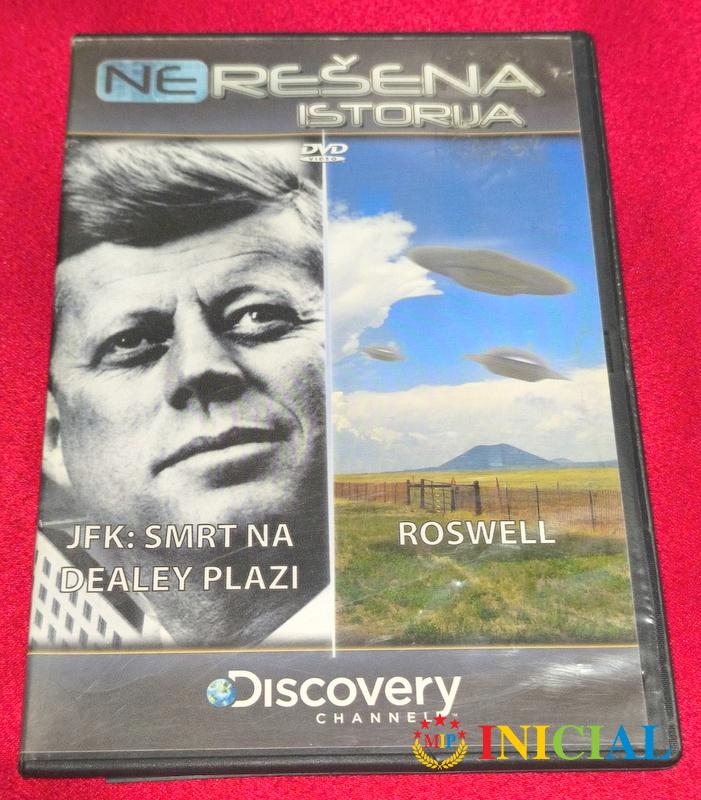 NEREŠENA
ISTORIJA
DVD
VIDEO
JFK: SMRT NA
DEALEY PLAZI
ROSWELL
Discovery
CHANNEL
MIP INICIAL